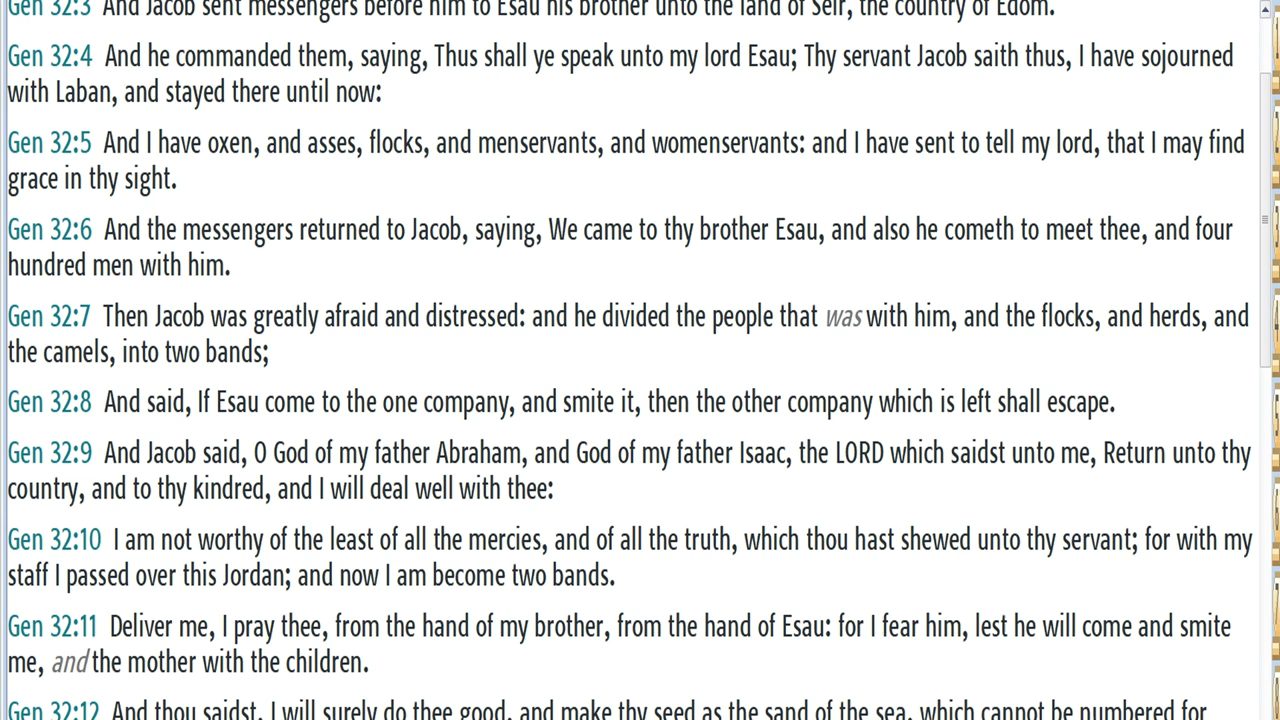 Gen 32:3 And Jacob sent messengers before him to Esau his brother unto the land of Seir, the country of Edom.
Gen 32:4 And he commanded them, saying, Thus shall ye speak unto my lord Esau; Thy servant Jacob saith thus, I have sojourned
with Laban, and stayed there until now:
Gen 32:5 And I have oxen, and asses, flocks, and menservants, and womenservants: and I have sent to tell my lord, that I may find
grace in thy sight.
Gen 32:6 And the messengers returned to Jacob, saying, We came to thy brother Esau, and also he cometh to meet thee, and four
hundred men with him.
Gen 32:7 Then Jacob was greatly afraid and distressed: and he divided the people that was with him, and the flocks, and herds, and
the camels, into two bands;
Gen 32:8 And said, If Esau come to the one company, and smite it, then the other company which is left shall escape.
Gen 32:9 And Jacob said, O God of my father Abraham, and God of my father Isaac, the LORD which saidst unto me, Return unto thy
country, and to thy kindred, and I will deal well with thee:
Gen 32:10 I am not worthy of the least of all the mercies, and of all the truth, which thou hast shewed unto thy servant; for with my
staff I passed over this Jordan; and now I am become two bands.
Gen 32:11 Deliver me, I pray thee, from the hand of my brother, from the hand of Esau: for I fear him, lest he will come and smite
me, and the mother with the children.
Gen 32:12 And thou saidst, I will surely do thee good, and make thy seed as the sand of the sea, which cannot be numbered for